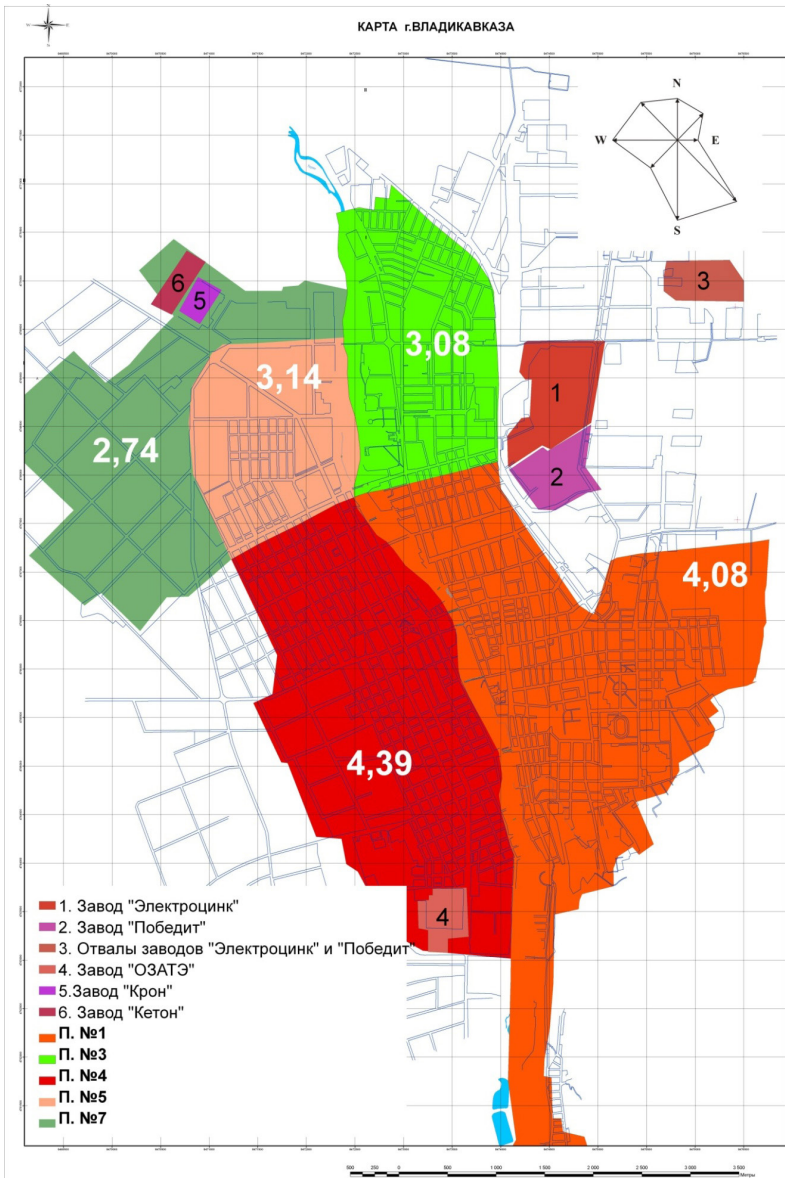 КАРТА г.ВЛАДИКАВКАЗА
N
W
E
S
6
5
3
3,08
3,14
1
2,74
2
4,08
4,39
4
1. Завод "Электроцинк"
2. Завод "Победит"
3. Отвалы заводов "Электроцинк" и "Победит"
4. Завод "ОЗАТЭ"
5.Завод "Крон"
6. Завод "Кетон"
П. №1
П. №3
П. №4
П. №5
П. №7
500 250 0 500 1 000 1 500 2 000 2 500 3 000 3 500
Метры